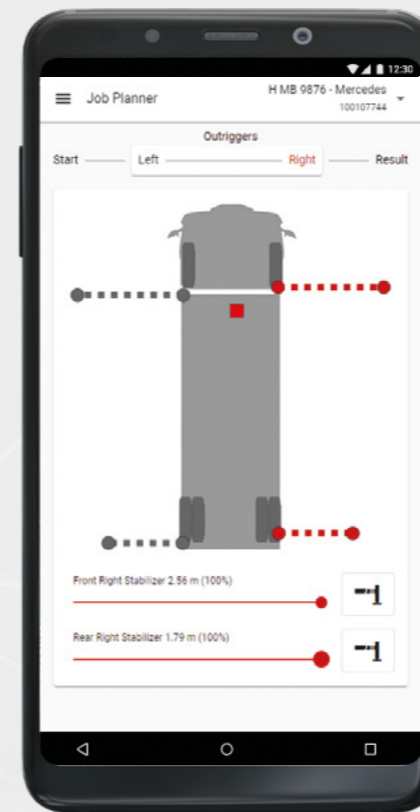 12:30
Job Planner
H MB 9876 - Mercedes
100107744
Outriggers
Start Left Right Result
Front Right Stabilizer 2.56 m (100%)
Rear Right Stabilizer 1.79 m (100%)